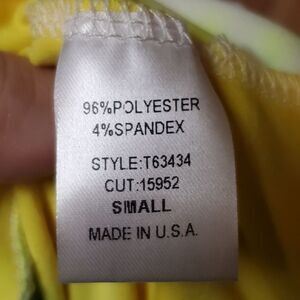 96%POLYESTER
4%SPANDEX
STYLE:T63434
CUT:15952
SMALL
MADE IN U.S.A.